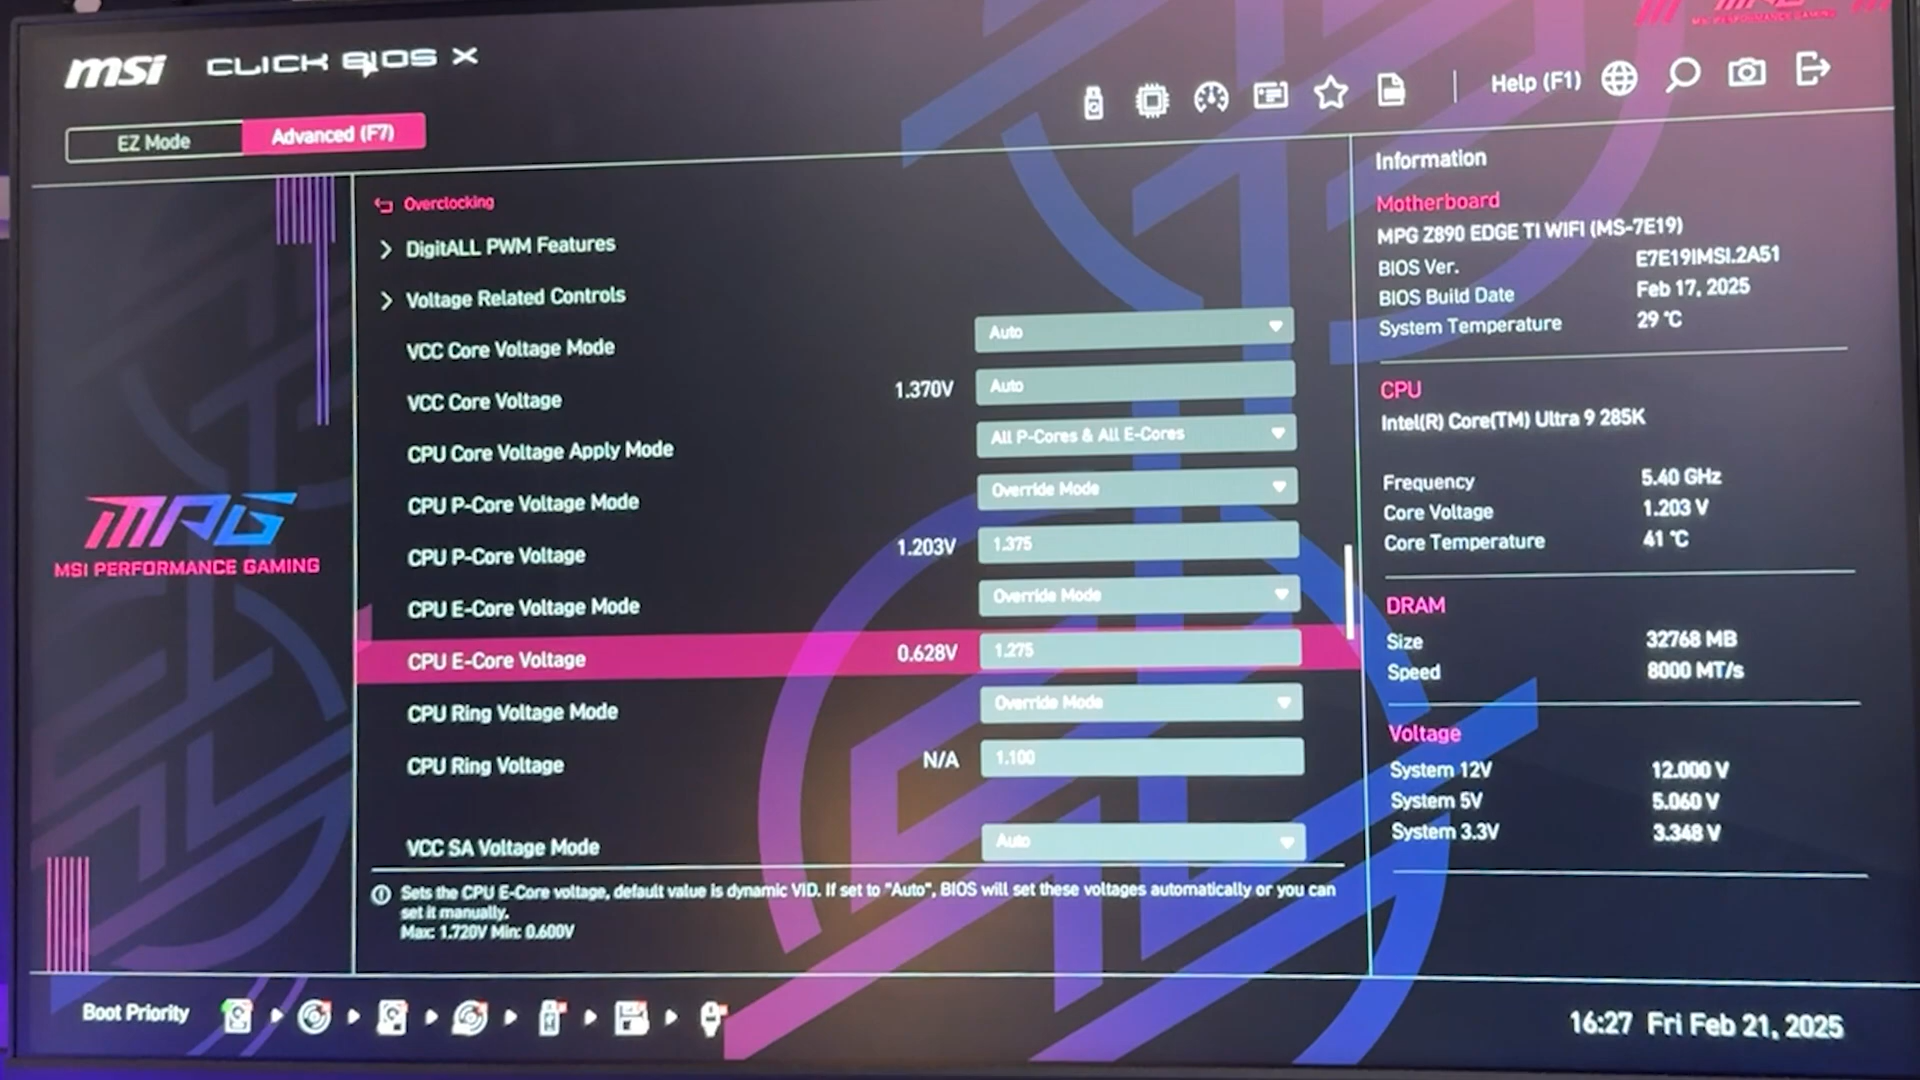 MSI PERFORMANCE GAMING
msi CLICK BIOS X
Help (F1)
EZ Mode
Advanced (F7)
Overclocking
DigitALL PWM Features
Voltage Related Controls
VCC Core Voltage Mode Auto
VCC Core Voltage 1.370V Auto
CPU Core Voltage Apply Mode All P-Cores & All E-Cores
CPU P-Core Voltage Mode Override Mode
CPU P-Core Voltage 1.203V 1.375
CPU E-Core Voltage Mode Override Mode
CPU E-Core Voltage 0.628V 1.275
CPU Ring Voltage Mode Override Mode
CPU Ring Voltage N/A 1.100
VCC SA Voltage Mode Auto
Sets the CPU E-Core voltage, default value is dynamic VID. If set to "Auto", BIOS will set these voltages automatically or you can
set it manually.
Max: 1.720V Min: 0.600V
MPG
MSI PERFORMANCE GAMING
Information
Motherboard
MPG Z890 EDGE TI WIFI (MS-7E19)
BIOS Ver. E7E19IMSI.2A51
BIOS Build Date Feb 17, 2025
System Temperature 29 °C
CPU
Intel(R) Core(TM) Ultra 9 285K
Frequency 5.40 GHz
Core Voltage 1.203 V
Core Temperature 41 °C
DRAM
Size 32768 MB
Speed 8000 MT/s
Voltage
System 12V 12.000 V
System 5V 5.060 V
System 3.3V 3.348 V
Boot Priority
16:27 Fri Feb 21, 2025